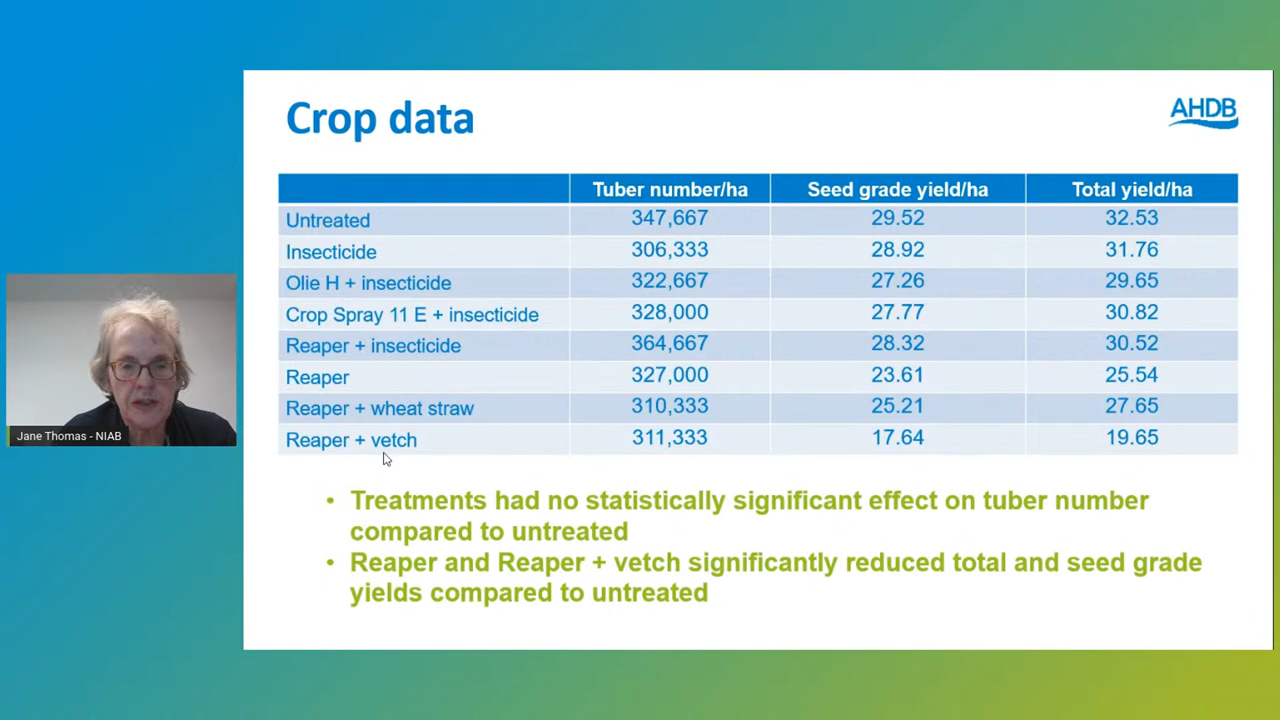 Crop data
AHDB
Tuber number/ha Seed grade yield/ha Total yield/ha
Untreated 347,667 29.52 32.53
Insecticide 306,333 28.92 31.76
Olie H + insecticide 322,667 27.26 29.65
Crop Spray 11 E + insecticide 328,000 27.77 30.82
Reaper + insecticide 364,667 28.32 30.52
Reaper 327,000 23.61 25.54
Reaper + wheat straw 310,333 25.21 27.65
Reaper + vetch 311,333 17.64 19.65
• Treatments had no statistically significant effect on tuber number
compared to untreated
• Reaper and Reaper + vetch significantly reduced total and seed grade
yields compared to untreated
Jane Thomas - NIAB